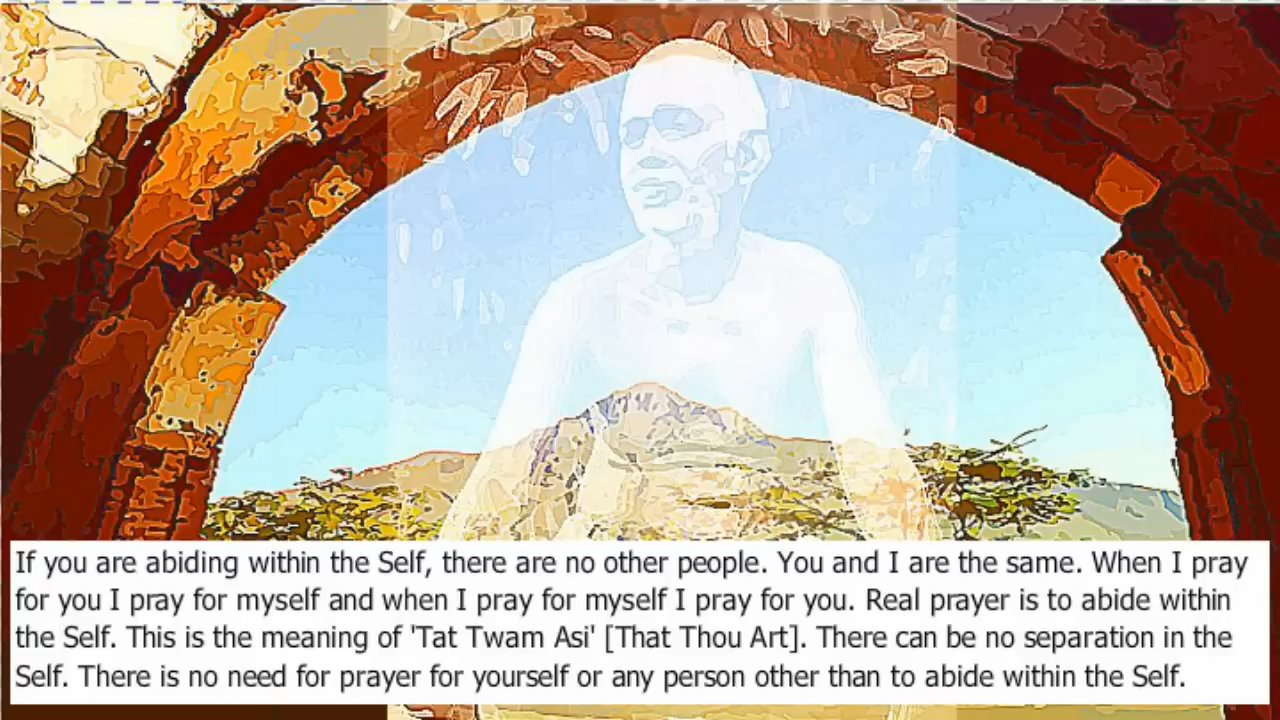 If you are abiding within the Self, there are no other people. You and I are the same. When I pray
for you I pray for myself and when I pray for myself I pray for you. Real prayer is to abide within
the Self. This is the meaning of 'Tat Twam Asi' [That Thou Art]. There can be no separation in the
Self. There is no need for prayer for yourself or any person other than to abide within the Self.